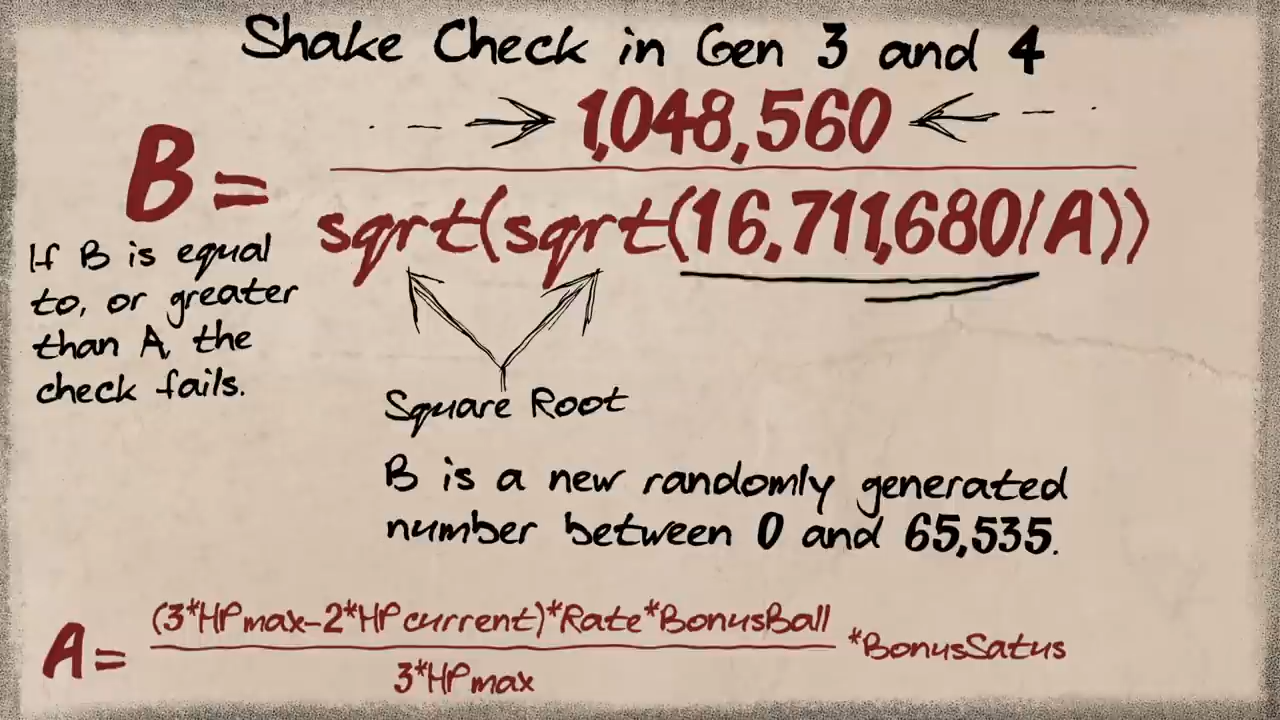 Shake Check in Gen 3 and 4
B = 1,048,560
sqrt(sqrt(16,711,680/A))
If B is equal
to, or greater
than A, the
check fails.
Square Root
B is a new randomly generated
number between 0 and 65,535.
A = (3*HPmax-2*HPcurrent)*Rate*BonusBall *BonusSatus
3*HPmax